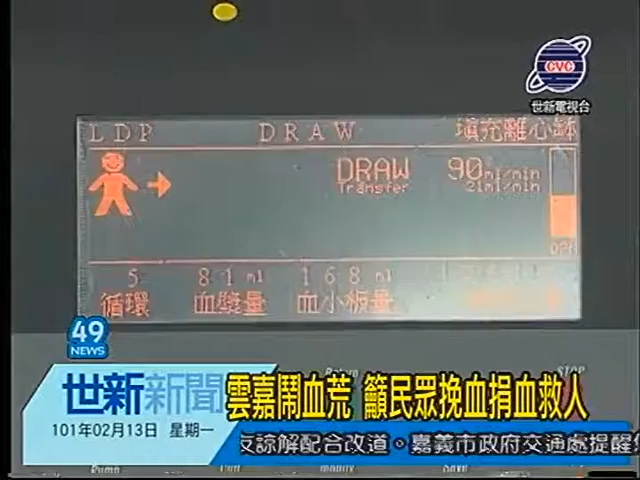 CVC
世新電視台
LDP DRAW 填充離心缽
DRAW 90ml/min
Transfer 21ml/min
5 81ml 168ml
循環 血漿量 血小板量
49
NEWS
世新新聞
雲嘉鬧血荒 籲民眾挽血捐血救人
101年02月13日 星期一
諒解配合改道。嘉義市政府交通處提醒